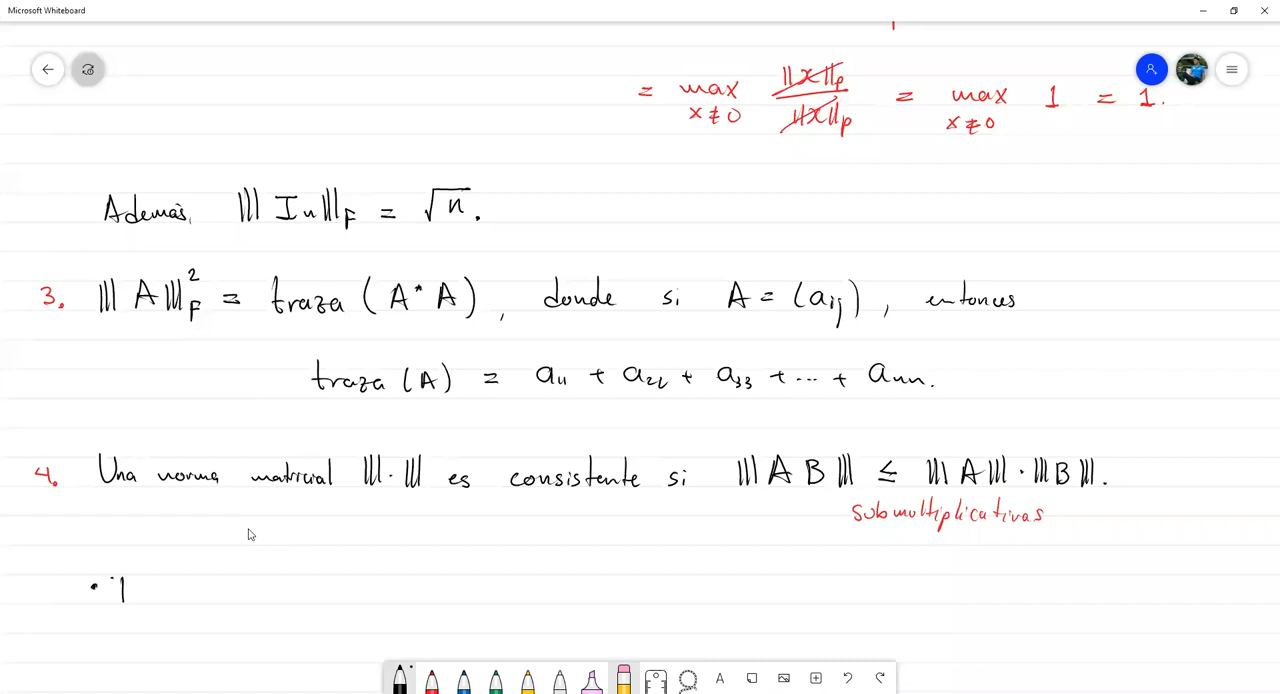 Microsoft Whiteboard
= max x≠0 ||x||p / ||x||p = max x≠0 1 = 1.
Además, ||| In |||F = √n.
3. ||| A |||²F = traza (A* A), donde si A = (aij), entonces
traza (A) = a11 + a22 + a33 + ... + ann.
4. Una norma matricial |||·||| es consistente si ||| A B ||| ≤ ||| A ||| · ||| B |||.
submultiplicativas